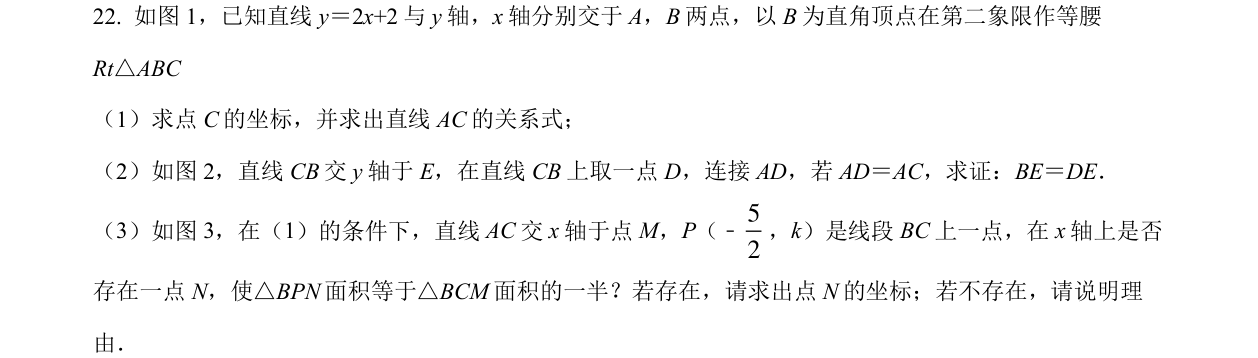 22. 如图 1，已知直线 y＝2x+2 与 y 轴，x 轴分别交于 A，B 两点，以 B 为直角顶点在第二象限作等腰
Rt△ABC
（1）求点 C 的坐标，并求出直线 AC 的关系式；
（2）如图 2，直线 CB 交 y 轴于 E，在直线 CB 上取一点 D，连接 AD，若 AD＝AC，求证：BE＝DE．
（3）如图 3，在（1）的条件下，直线 AC 交 x 轴于点 M，P（﹣5/2，k）是线段 BC 上一点，在 x 轴上是否
存在一点 N，使△BPN 面积等于△BCM 面积的一半？若存在，请求出点 N 的坐标；若不存在，请说明理
由．